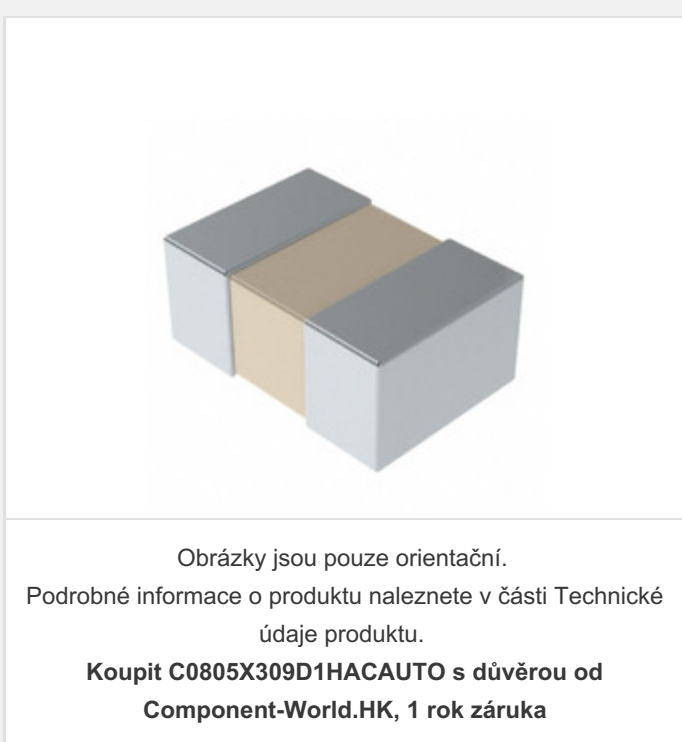 Obrázky jsou pouze orientační.
Podrobné informace o produktu naleznete v části Technické
údaje produktu.
Koupit C0805X309D1HACAUTO s důvěrou od
Component-World.HK, 1 rok záruka